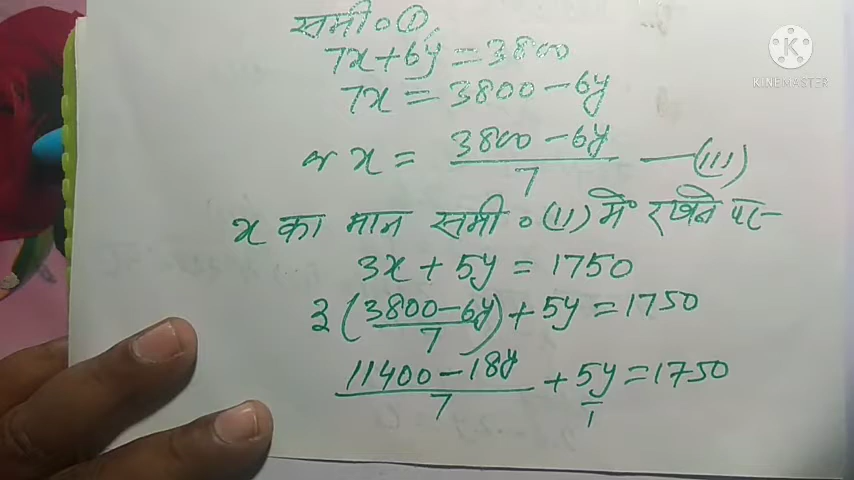 समी० (I)
7x+6y=3800
7x=3800-6y
or x= (3800-6y)/7 —(III)
x का मान समी० (II) में रखने पर-
3x+5y=1750
3((3800-6y)/7)+5y=1750
(11400-18y)/7 + 5y/1=1750
K
KINEMASTER